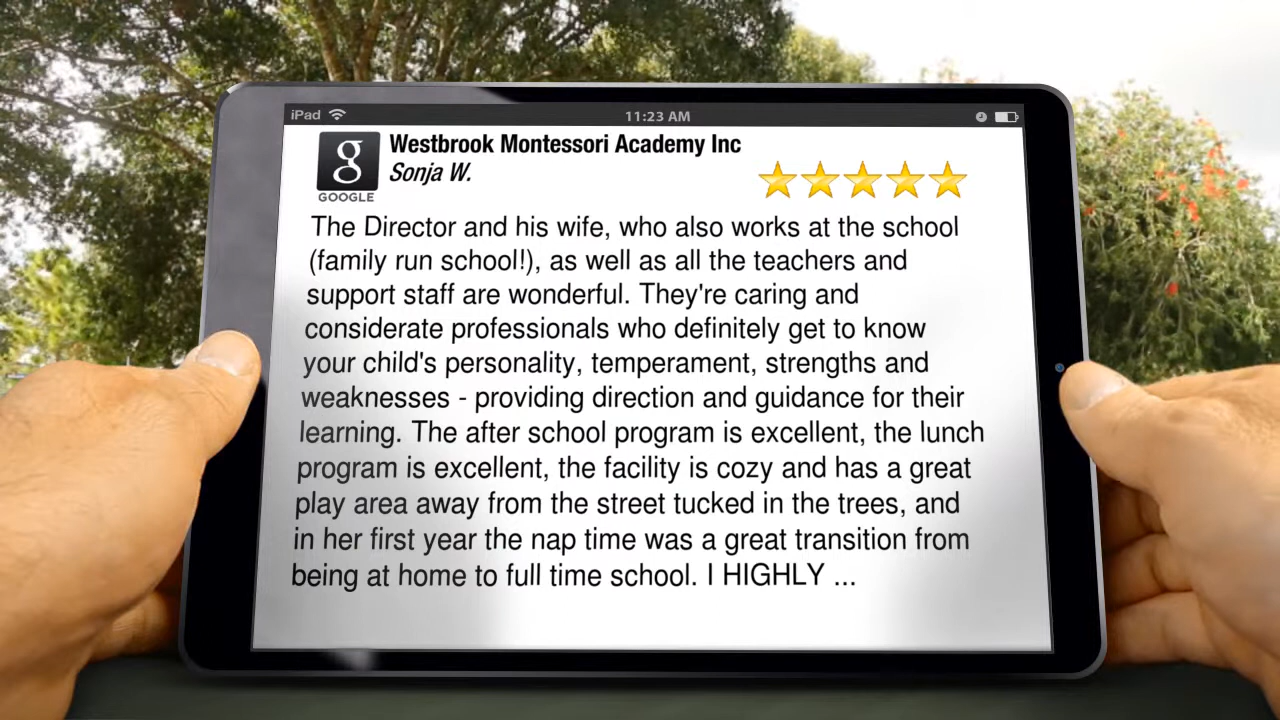 iPad 11:23 AM
g
GOOGLE
Westbrook Montessori Academy Inc
Sonja W.
The Director and his wife, who also works at the school
(family run school!), as well as all the teachers and
support staff are wonderful. They're caring and
considerate professionals who definitely get to know
your child's personality, temperament, strengths and
weaknesses - providing direction and guidance for their
learning. The after school program is excellent, the lunch
program is excellent, the facility is cozy and has a great
play area away from the street tucked in the trees, and
in her first year the nap time was a great transition from
being at home to full time school. I HIGHLY ...